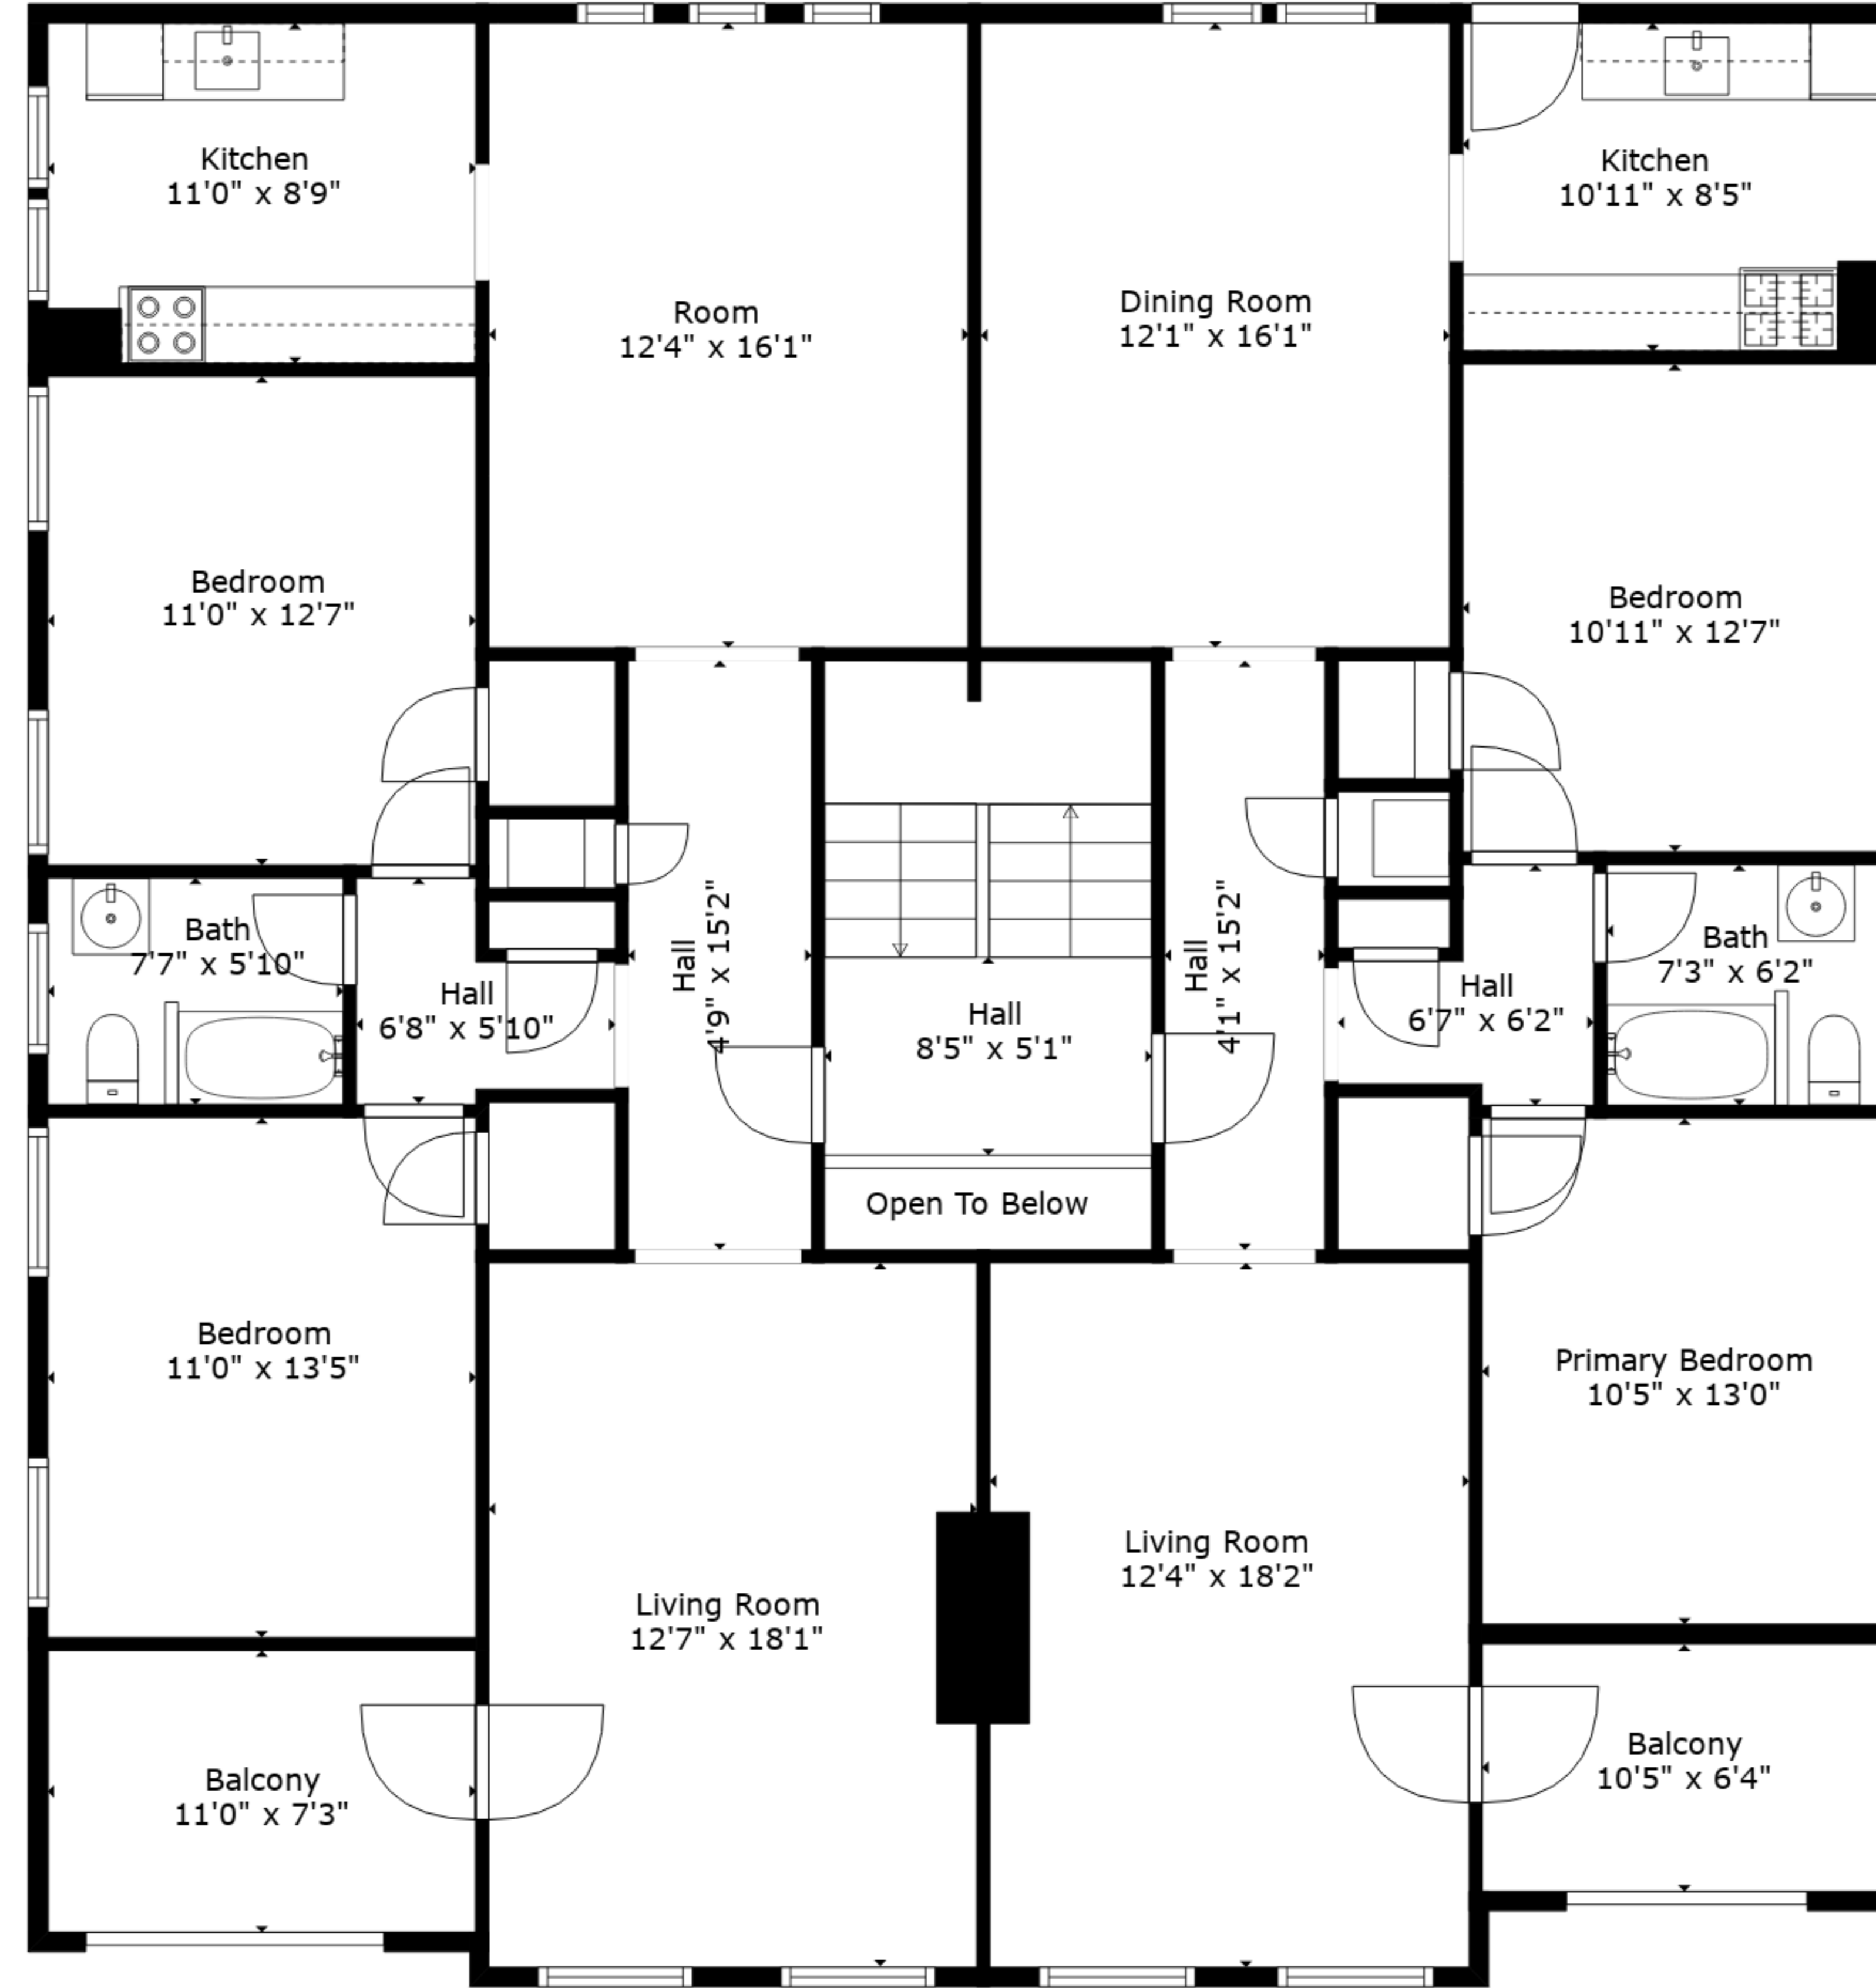 Kitchen
11'0" x 8'9"
Kitchen
10'11" x 8'5"
Room
12'4" x 16'1"
Dining Room
12'1" x 16'1"
Bedroom
11'0" x 12'7"
Bedroom
10'11" x 12'7"
Bath
7'7" x 5'10"
Hall
6'8" x 5'10"
Hall
4'9" x 15'2"
Hall
8'5" x 5'1"
Hall
4'1" x 15'2"
Hall
6'7" x 6'2"
Bath
7'3" x 6'2"
Open To Below
Bedroom
11'0" x 13'5"
Primary Bedroom
10'5" x 13'0"
Living Room
12'7" x 18'1"
Living Room
12'4" x 18'2"
Balcony
11'0" x 7'3"
Balcony
10'5" x 6'4"